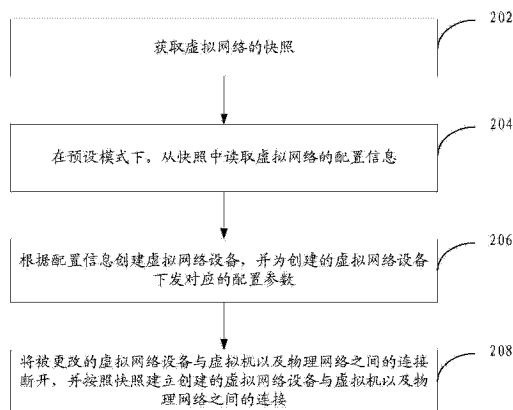 202
获取虚拟网络的快照
204
在预设模式下，从快照中读取虚拟网络的配置信息
206
根据配置信息创建虚拟网络设备，并为创建的虚拟网络设备
下发对应的配置参数
208
将被更改的虚拟网络设备与虚拟机以及物理网络之间的连接
断开，并按照快照建立创建的虚拟网络设备与虚拟机以及物
理网络之间的连接